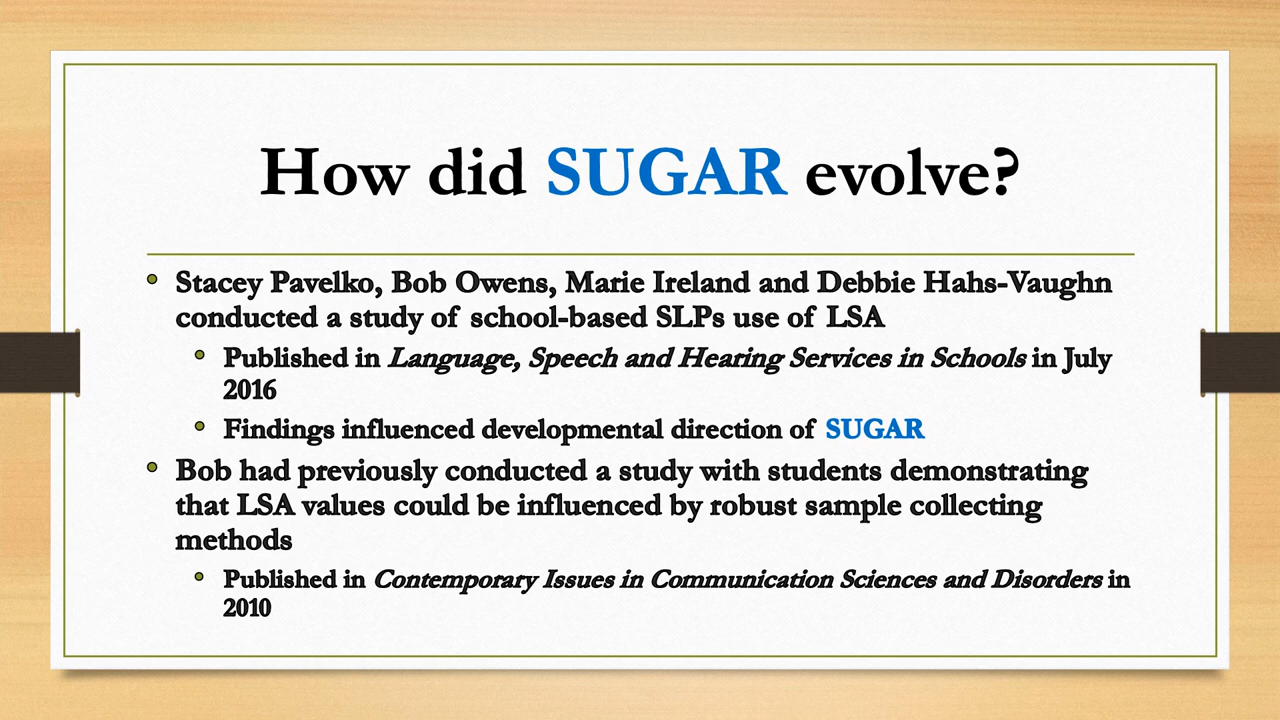 How did SUGAR evolve?
• Stacey Pavelko, Bob Owens, Marie Ireland and Debbie Hahs-Vaughn
conducted a study of school-based SLPs use of LSA
• Published in Language, Speech and Hearing Services in Schools in July
2016
• Findings influenced developmental direction of SUGAR
• Bob had previously conducted a study with students demonstrating
that LSA values could be influenced by robust sample collecting
methods
• Published in Contemporary Issues in Communication Sciences and Disorders in
2010